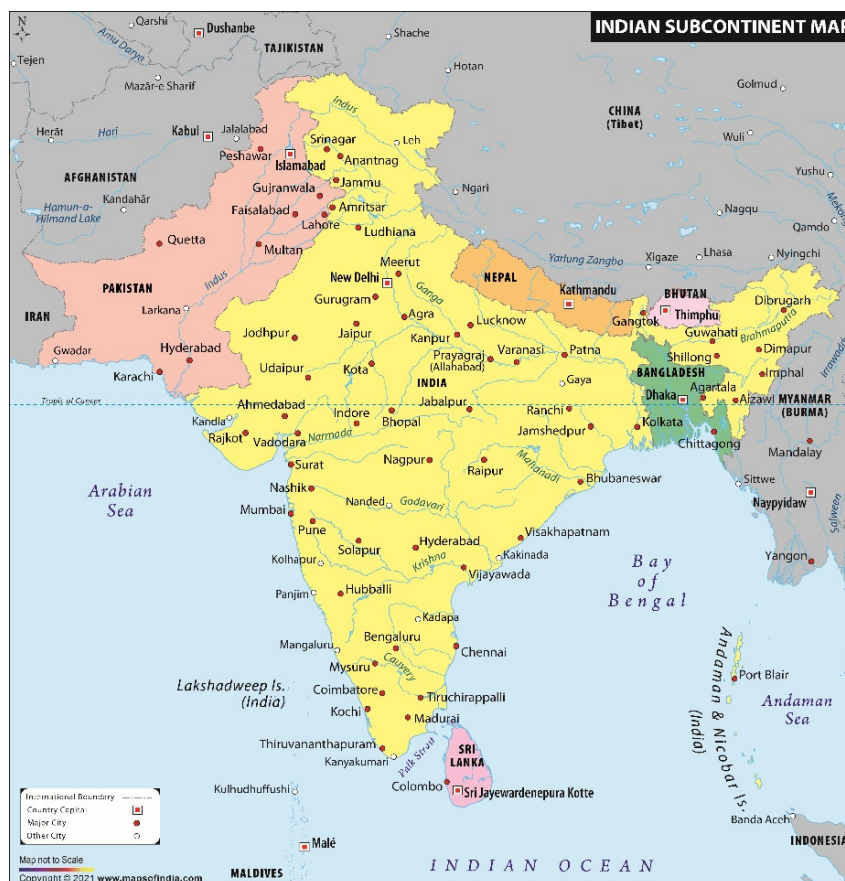 INDIAN SUBCONTINENT MAP
N
Qarshi
Dushanbe
Amu Darya
TAJIKISTAN
Shache
Tejen
Mazār-e Sharif
Hotan
Golmud
CHINA
(Tibet)
Indus
Herāt
Hari
Kabul
Jalalabad
Peshawar
Islamabad
Srinagar
Leh
Anantnag
Wuli
AFGHANISTAN
Kandahār
Hamun-a-
Hilmand Lake
Gujranwala
Jammu
Ngari
Yushu
Faisalabad
Amritsar
Lahore
Ludhiana
Nagqu
Qamdo
Mekong
Quetta
Multan
Indus
PAKISTAN
Larkana
New Delhi
Meerut
Ganga
Gurugram
NEPAL
Kathmandu
Yarlung Zangbo
Xigaze
Lhasa
Nyingchi
BHUTAN
Thimphu
Gangtok
Dibrugarh
Brahmaputra
IRAN
Gwadar
Hyderabad
Karachi
Jodhpur
Jaipur
Agra
Lucknow
Kanpur
Prayagraj
(Allahabad)
Varanasi
Patna
Guwahati
Shillong
Dimapur
Imphal
Irrawaddy
Udaipur
Kota
INDIA
Gaya
BANGLADESH
Dhaka
Agartala
Aizawl
MYANMAR
(BURMA)
Tropic of Cancer
Ahmedabad
Kandla
Rajkot
Vadodara
Narmada
Indore
Bhopal
Jabalpur
Ranchi
Jamshedpur
Kolkata
Chittagong
Mandalay
Surat
Nagpur
Raipur
Mahanadi
Bhubaneswar
Sittwe
Naypyidaw
Salween
Arabian
Sea
Nashik
Mumbai
Nanded
Godavari
Pune
Solapur
Hyderabad
Visakhapatnam
Kakinada
Kolhapur
Krishna
Vijayawada
Yangon
Bay
of
Bengal
Panjim
Hubballi
Kadapa
Mangaluru
Bengaluru
Chennai
Mysuru
Cauvery
Lakshadweep Is.
(India)
Coimbatore
Tiruchirappalli
Kochi
Madurai
Port Blair
Andaman & Nicobar Is.
(India)
Andaman
Sea
Thiruvananthapuram
Kanyakumari
Palk Strait
SRI
LANKA
Colombo
Sri Jayewardenepura Kotte
Kulhudhuffushi
Malé
MALDIVES
Banda Aceh
INDONESIA
INDIAN OCEAN
International Boundary
Country Capital
Major City
Other City
Map not to Scale
Copyright © 2021 www.mapsofindia.com